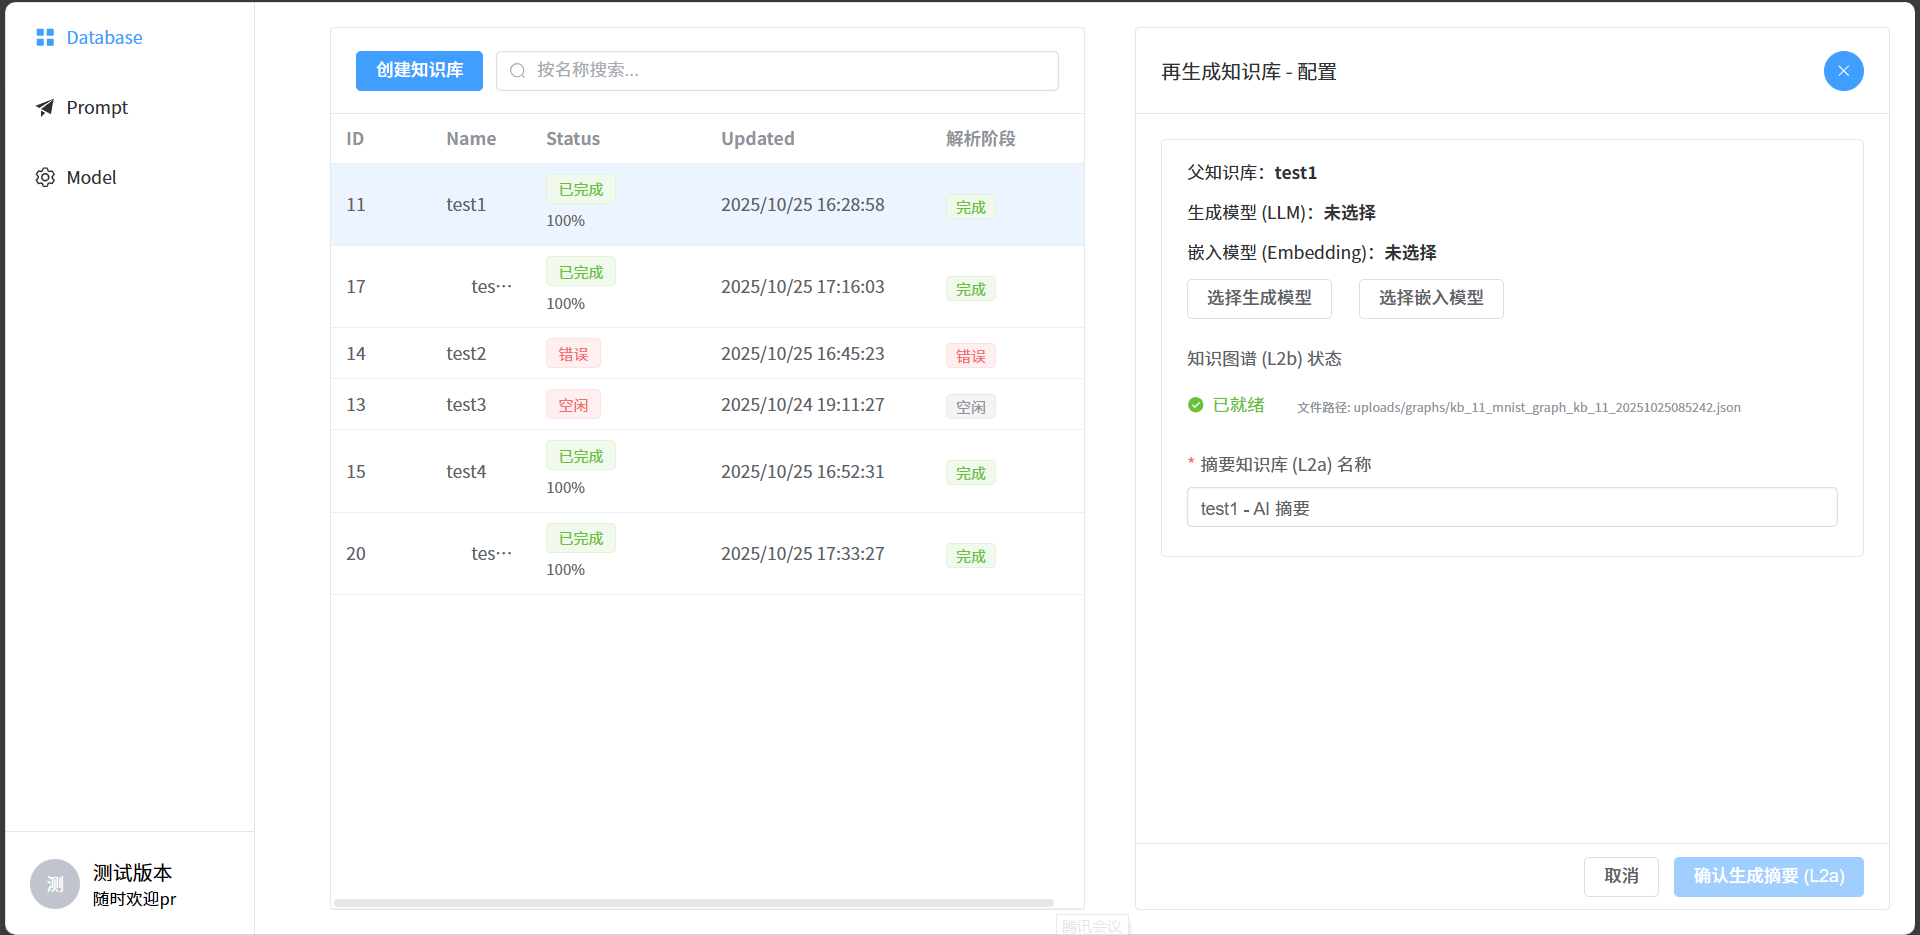 Database
Prompt
Model
测
测试版本
随时欢迎pr
创建知识库
按名称搜索...
ID Name Status Updated 解析阶段
11 test1 已完成 100% 2025/10/25 16:28:58 完成
17 tes··· 已完成 100% 2025/10/25 17:16:03 完成
14 test2 错误 2025/10/25 16:45:23 错误
13 test3 空闲 2025/10/24 19:11:27 空闲
15 test4 已完成 100% 2025/10/25 16:52:31 完成
20 tes··· 已完成 100% 2025/10/25 17:33:27 完成
再生成知识库 - 配置
父知识库：test1
生成模型 (LLM)：未选择
嵌入模型 (Embedding)：未选择
选择生成模型 选择嵌入模型
知识图谱 (L2b) 状态
已就绪 文件路径: uploads/graphs/kb_11_mnist_graph_kb_11_20251025085242.json
* 摘要知识库 (L2a) 名称
test1 - AI 摘要
取消 确认生成摘要 (L2a)
腾讯会议